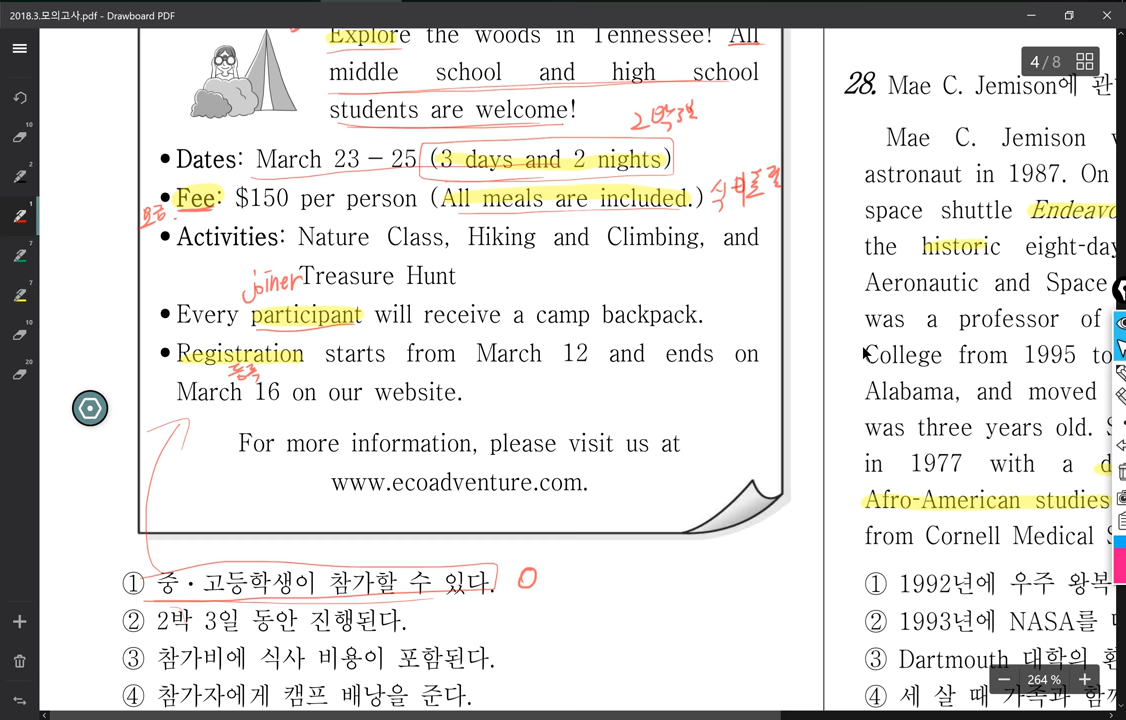 2018.3.모의고사.pdf - Drawboard PDF
4 / 8
Explore the woods in Tennessee! All
middle school and high school
students are welcome!
2박3일
• Dates: March 23 – 25 (3 days and 2 nights)
• Fee: $150 per person (All meals are included.)
요금.
• Activities: Nature Class, Hiking and Climbing, and
joiner
Treasure Hunt
• Every participant will receive a camp backpack.
• Registration starts from March 12 and ends on
등록
March 16 on our website.
For more information, please visit us at
www.ecoadventure.com.
① 중 · 고등학생이 참가할 수 있다.
② 2박 3일 동안 진행된다.
③ 참가비에 식사 비용이 포함된다.
④ 참가자에게 캠프 배낭을 준다.
28. Mae C. Jemison에 관
Mae C. Jemison
astronaut in 1987. On
space shuttle Endeavo
the historic eight-day
Aeronautic and Space
was a professor of
College from 1995 to
Alabama, and moved
was three years old.
in 1977 with a
Afro-American studies
from Cornell Medical
① 1992년에 우주 왕복
② 1993년에 NASA를
③ Dartmouth 대학의 환
④ 세 살 때 가족과 함께
264 %
10
2
1
7
7
10
20